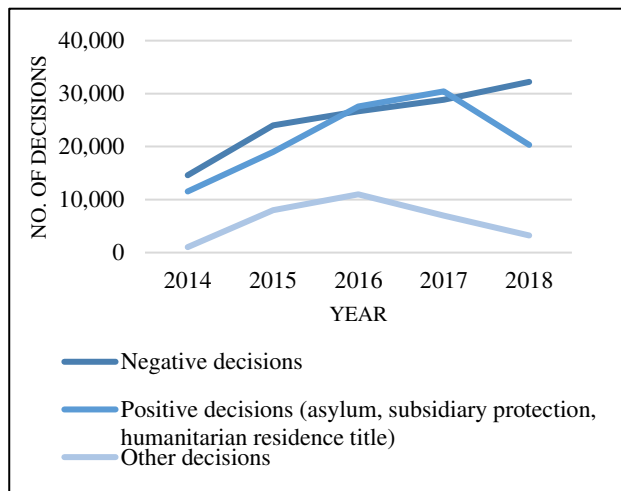 40,000
30,000
20,000
10,000
0
NO. OF DECISIONS
2014 2015 2016 2017 2018
YEAR
Negative decisions
Positive decisions (asylum, subsidiary protection,
humanitarian residence title)
Other decisions